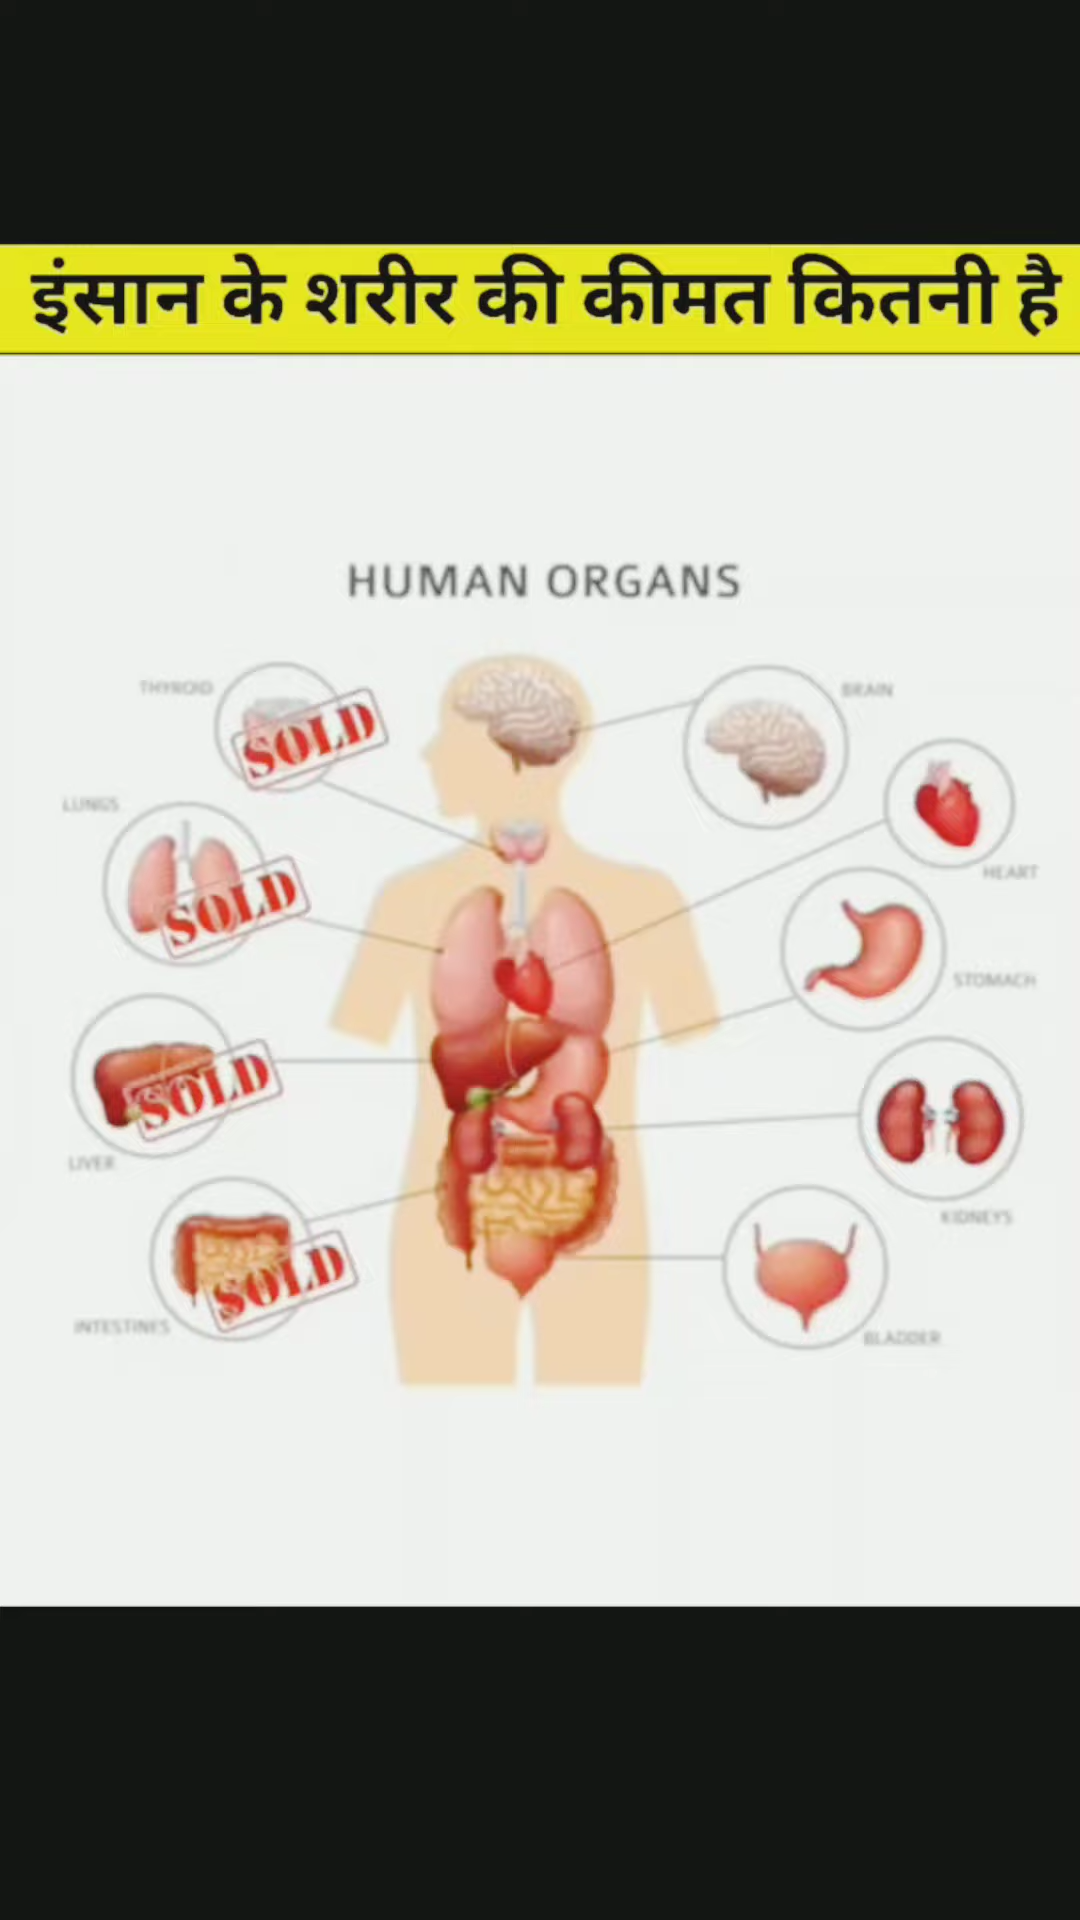 इंसान के शरीर की कीमत कितनी है
HUMAN ORGANS
THYROID
SOLD
BRAIN
LUNGS
SOLD
HEART
STOMACH
SOLD
LIVER
KIDNEYS
SOLD
INTESTINES
BLADDER